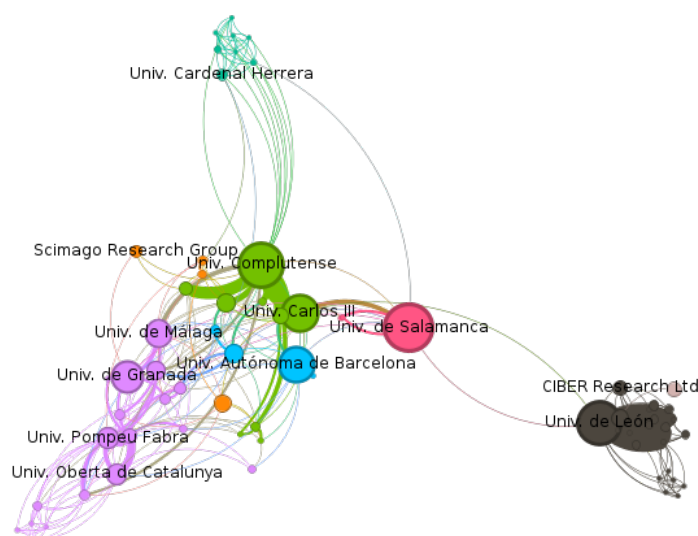 Univ. Cardenal Herrera
Scimago Research Group
Univ. Complutense
Univ. Carlos III
Univ. de Salamanca
Univ. de Málaga
Univ. Autónoma de Barcelona
Univ. de Granada
CIBER Research Ltd
Univ. de León
Univ. Pompeu Fabra
Univ. Oberta de Catalunya